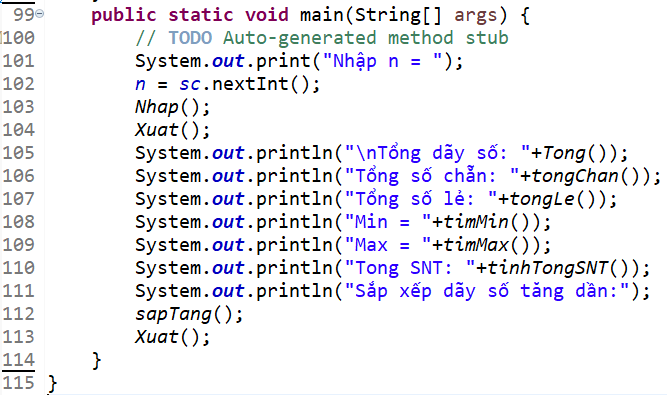 99 public static void main(String[] args) {
100 // TODO Auto-generated method stub
101 System.out.print("Nhập n = ");
102 n = sc.nextInt();
103 Nhap();
104 Xuat();
105 System.out.println("\nTổng dãy số: "+Tong());
106 System.out.println("Tổng số chẵn: "+tongChan());
107 System.out.println("Tổng số lẻ: "+tongLe());
108 System.out.println("Min = "+timMin());
109 System.out.println("Max = "+timMax());
110 System.out.println("Tong SNT: "+tinhTongSNT());
111 System.out.println("Sắp xếp dãy số tăng dần:");
112 sapTang();
113 Xuat();
114 }
115 }